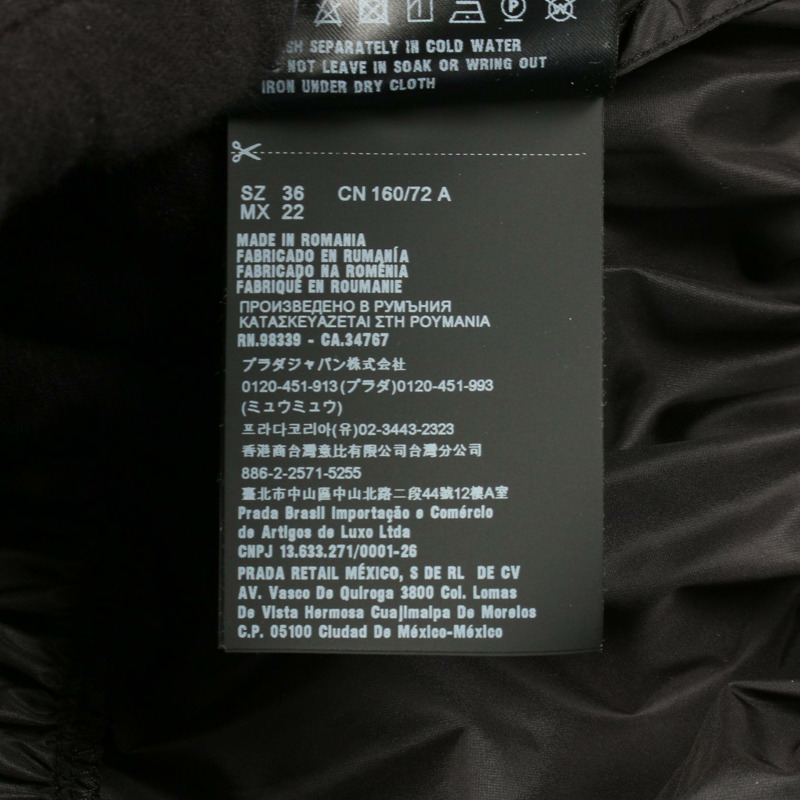 SEPARATELY IN COLD WATER
NOT LEAVE IN SOAK OR WRING OUT
IRON UNDER DRY CLOTH
SZ 36 CN 160/72 A
MX 22
MADE IN ROMANIA
FABRICADO EN RUMANÍA
FABRICADO NA ROMÉNIA
FABRIQUÉ EN ROUMANIE
ПРОИЗВЕДЕНО В РУМЪНИЯ
ΚΑΤΑΣΚΕΥΑΖΕΤΑΙ ΣΤΗ ΡΟΥΜΑΝΙΑ
RN.98339 - CA.34767
プラダジャパン株式会社
0120-451-913(プラダ)0120-451-993
(ミュウミュウ)
프라다코리아(유)02-3443-2323
香港商台灣意比有限公司台灣分公司
886-2-2571-5255
臺北市中山區中山北路二段44號12樓A室
Prada Brasil Importação e Comércio
de Artigos de Luxo Ltda
CNPJ 13.633.271/0001-26
PRADA RETAIL MÉXICO, S DE RL DE CV
AV. Vasco De Quiroga 3800 Col. Lomas
De Vista Hermosa Cuajimalpa De Morelos
C.P. 05100 Ciudad De México-México